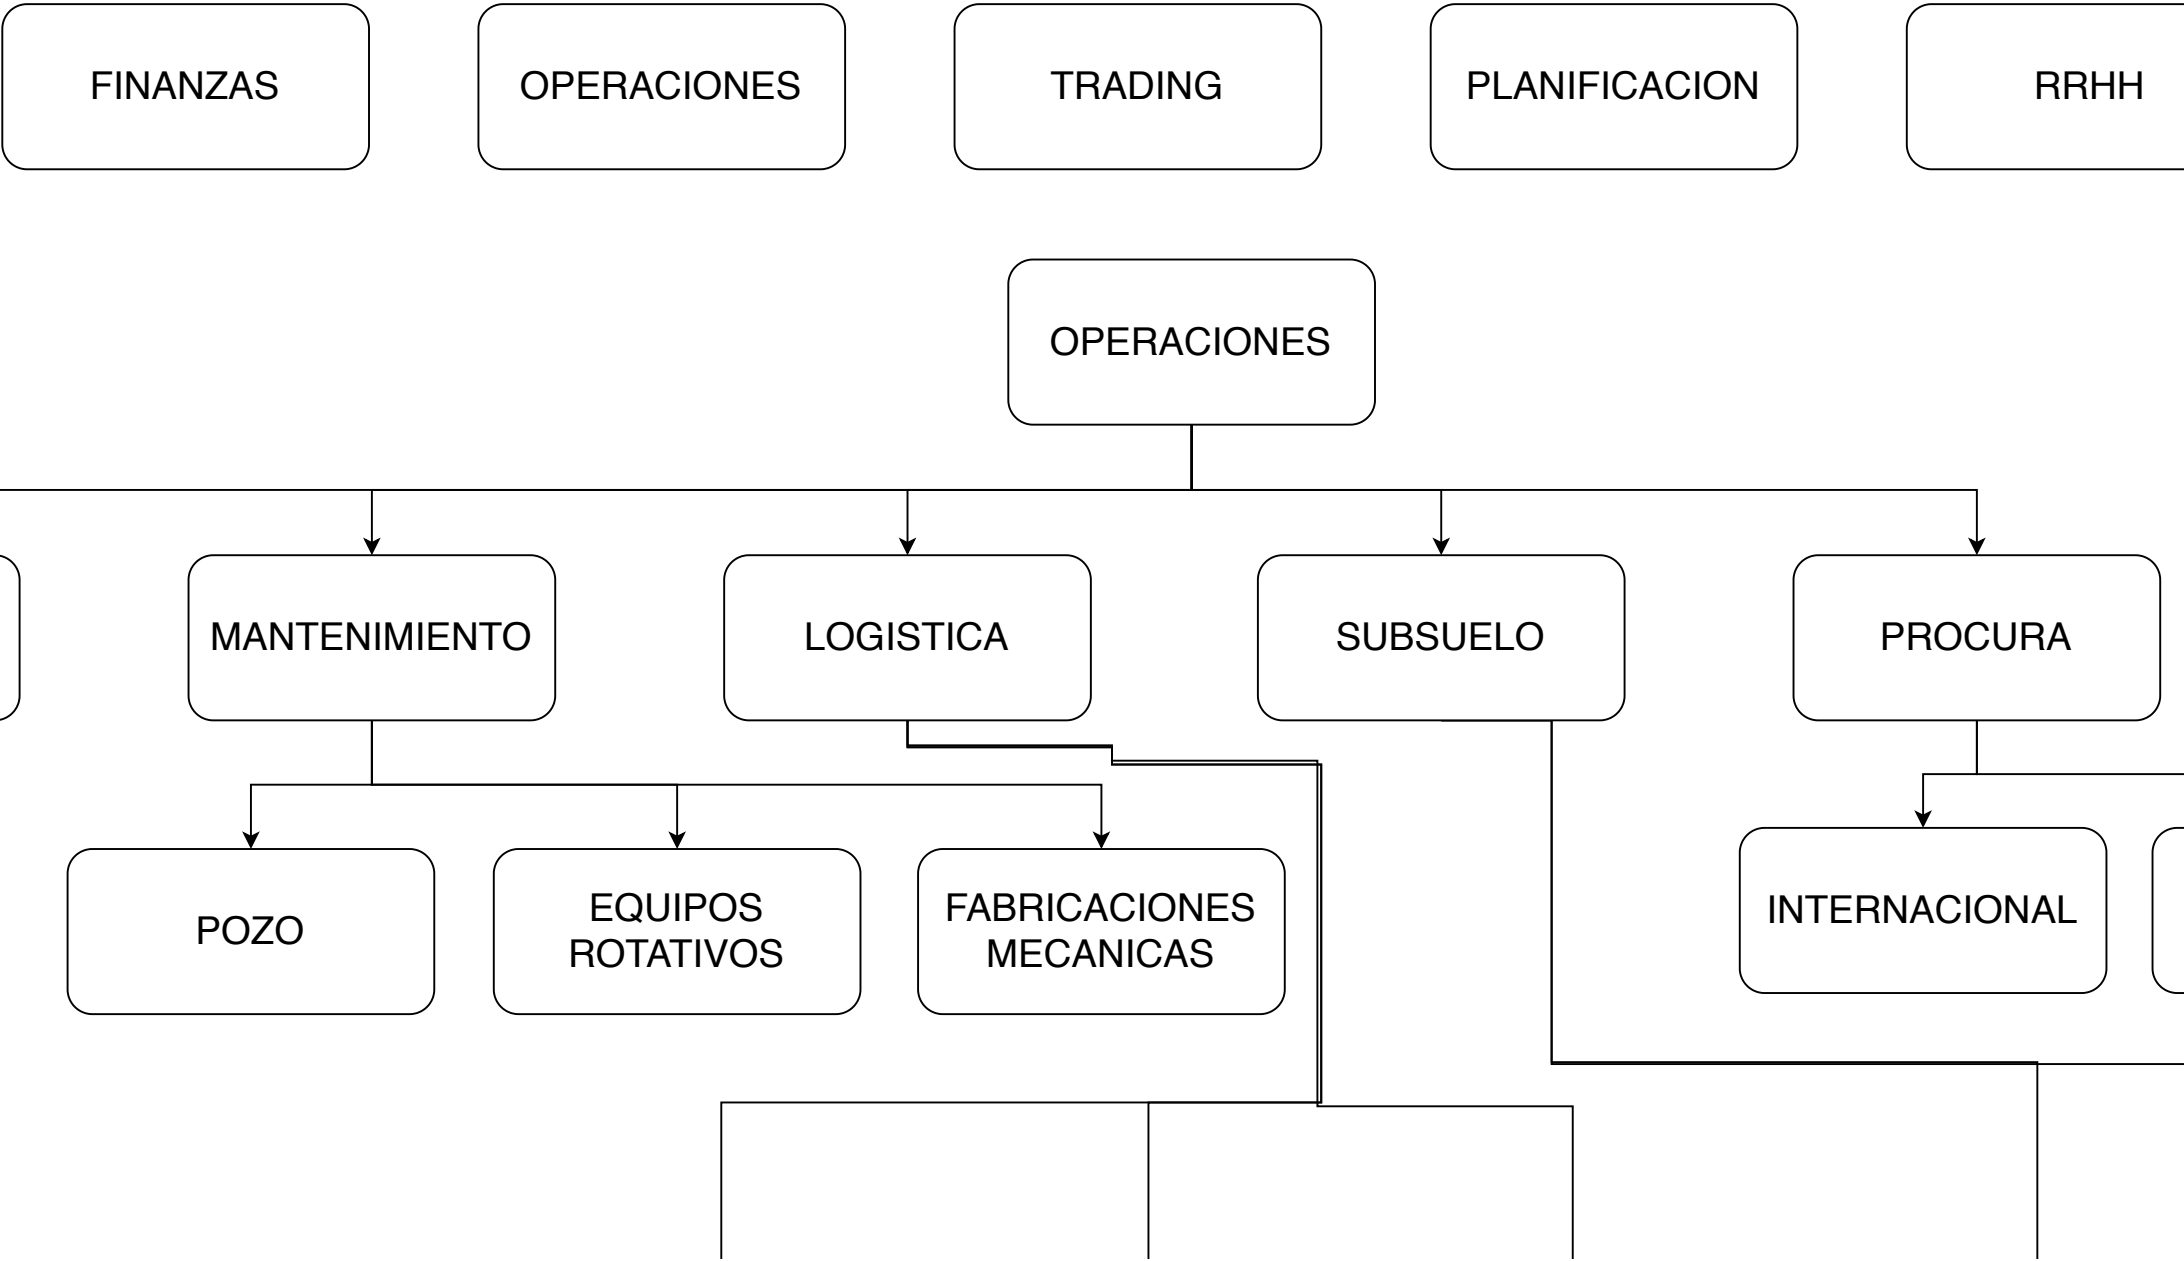 FINANZAS
OPERACIONES
TRADING
PLANIFICACION
RRHH
OPERACIONES
MANTENIMIENTO
LOGISTICA
SUBSUELO
PROCURA
POZO
EQUIPOS
ROTATIVOS
FABRICACIONES
MECANICAS
INTERNACIONAL